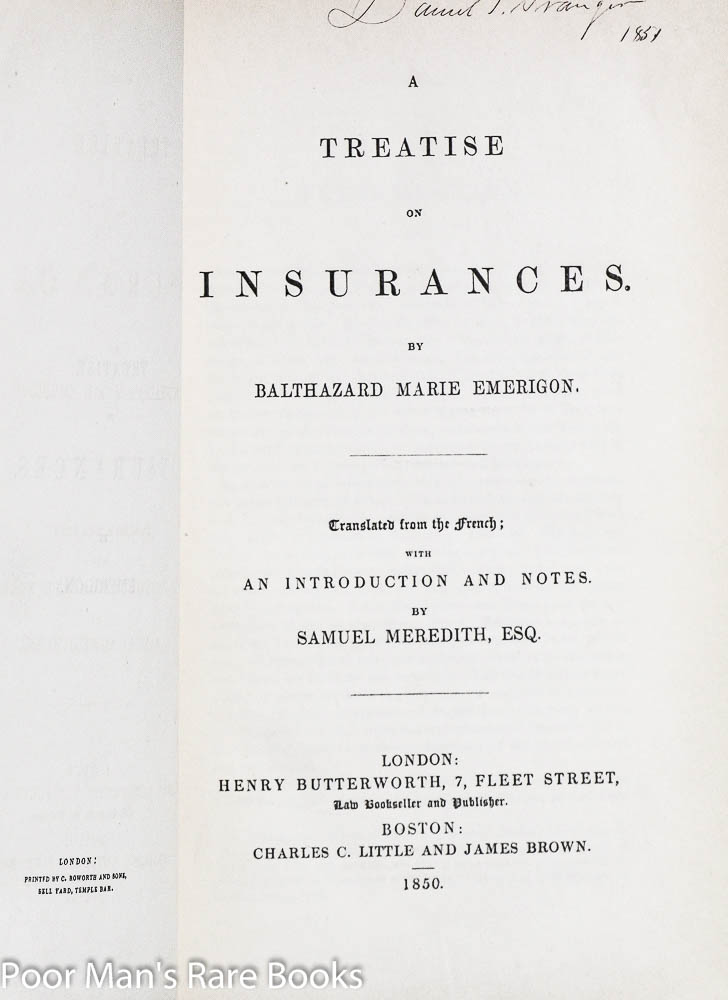 1851
A
TREATISE
ON
INSURANCES.
BY
BALTHAZARD MARIE EMERIGON.
Translated from the French;
WITH
AN INTRODUCTION AND NOTES.
BY
SAMUEL MEREDITH, ESQ.
LONDON:
HENRY BUTTERWORTH, 7, FLEET STREET,
Law Bookseller and Publisher.
BOSTON:
CHARLES C. LITTLE AND JAMES BROWN.
1850.
LONDON:
PRINTED BY C. ROWORTH AND SONS,
BELL YARD, TEMPLE BAR.
Poor Man's Rare Books